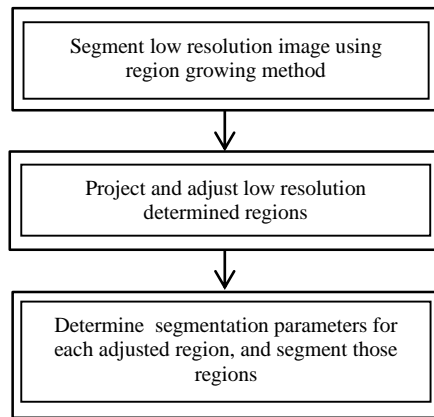 Segment low resolution image using
region growing method
Project and adjust low resolution
determined regions
Determine  segmentation parameters for
each adjusted region, and segment those
regions